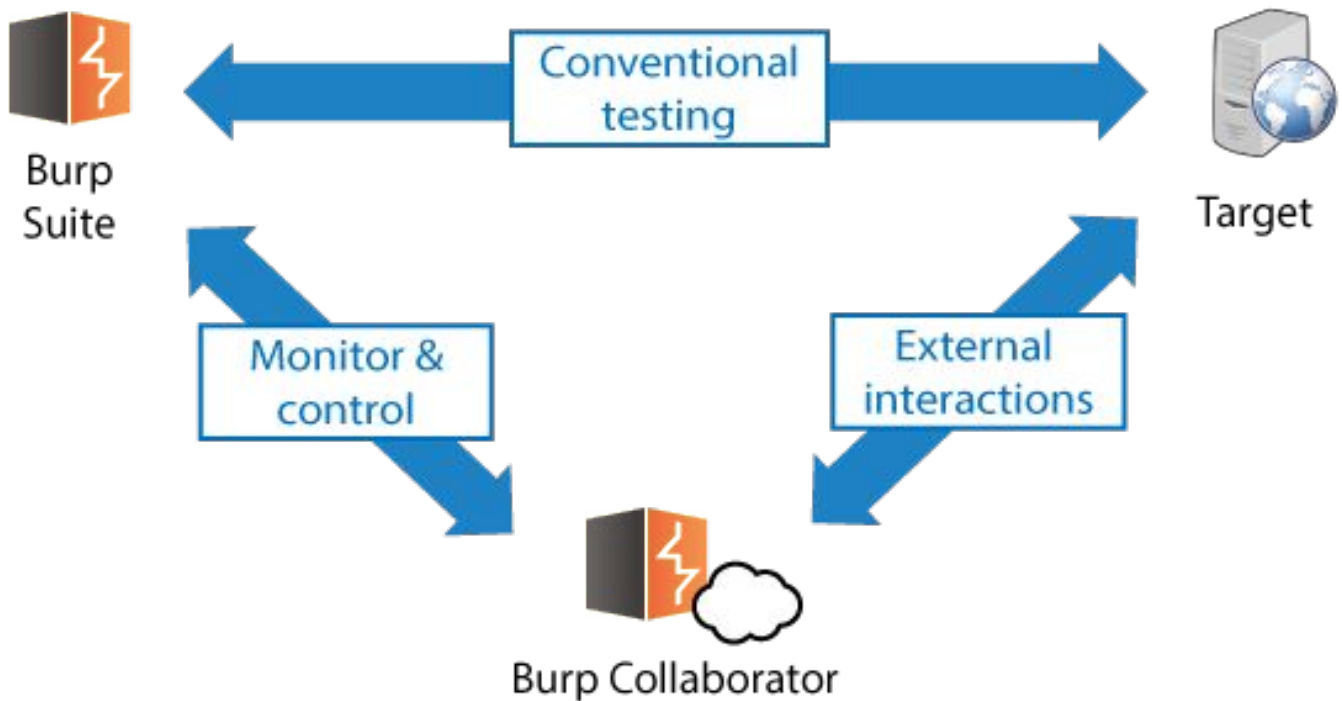 Conventional
testing
Burp
Suite
Target
Monitor &
control
External
interactions
Burp Collaborator